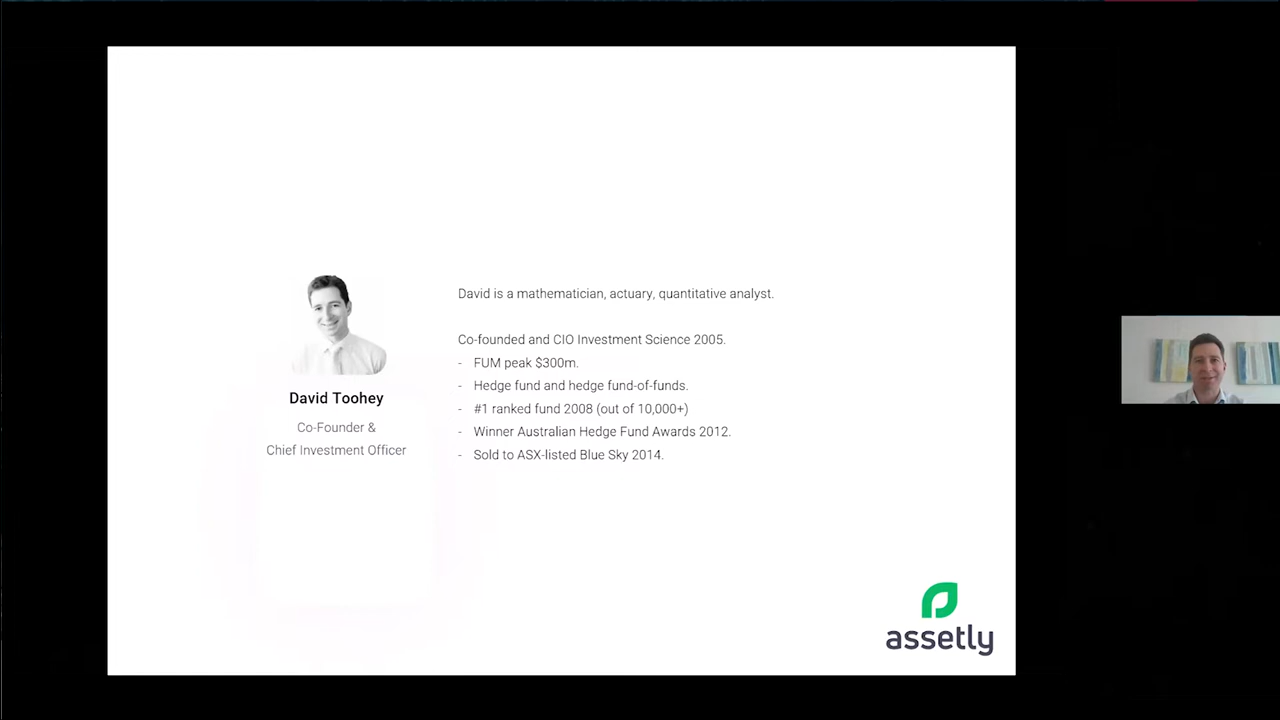 David Toohey
Co-Founder &
Chief Investment Officer
David is a mathematician, actuary, quantitative analyst.
Co-founded and CIO Investment Science 2005.
- FUM peak $300m.
- Hedge fund and hedge fund-of-funds.
- #1 ranked fund 2008 (out of 10,000+)
- Winner Australian Hedge Fund Awards 2012.
- Sold to ASX-listed Blue Sky 2014.
assetly